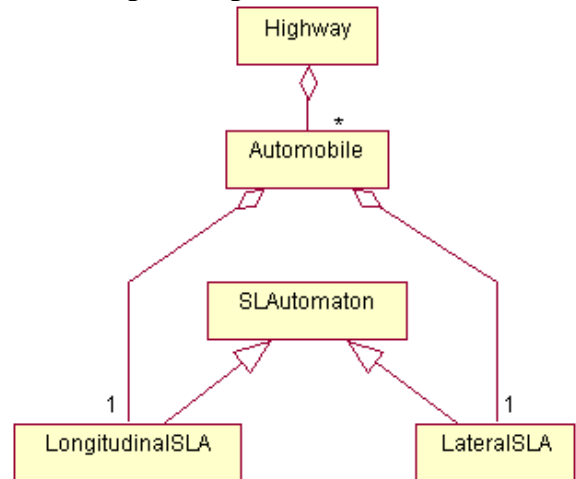 Highway
*
Automobile
SLAutomaton
1
1
LongitudinalSLA
LateralSLA